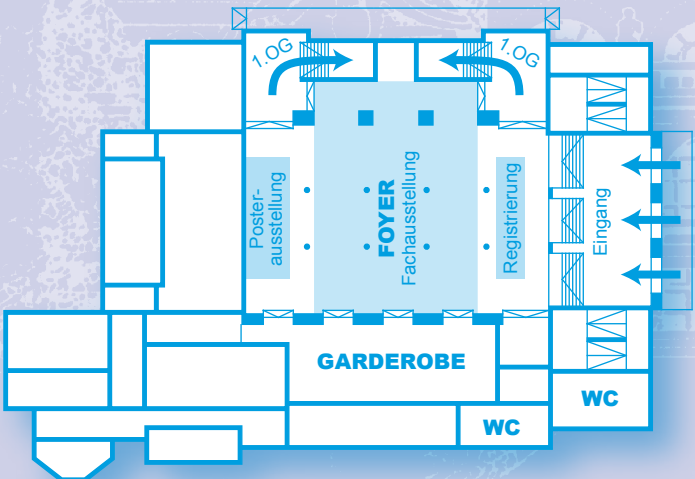 1.OG
1.OG
Poster-
ausstellung
FOYER
Fachausstellung
Registrierung
Eingang
GARDEROBE
WC
WC